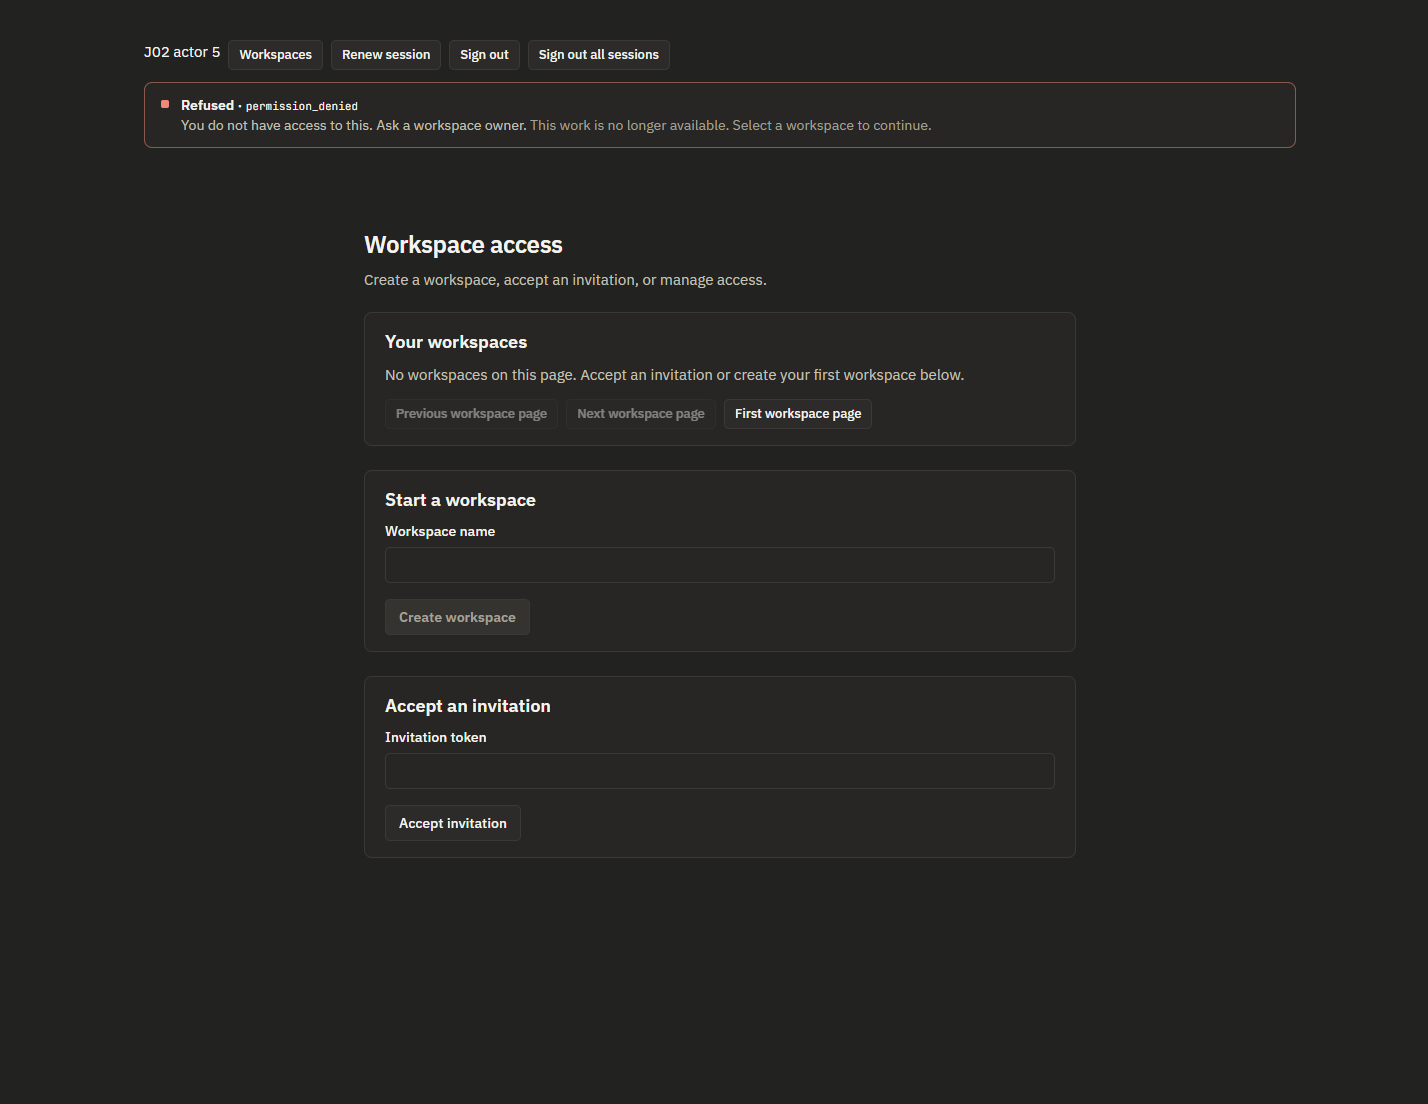 J02 actor 5 Workspaces Renew session Sign out Sign out all sessions
Refused · permission_denied
You do not have access to this. Ask a workspace owner. This work is no longer available. Select a workspace to continue.
Workspace access
Create a workspace, accept an invitation, or manage access.
Your workspaces
No workspaces on this page. Accept an invitation or create your first workspace below.
Previous workspace page Next workspace page First workspace page
Start a workspace
Workspace name
Create workspace
Accept an invitation
Invitation token
Accept invitation